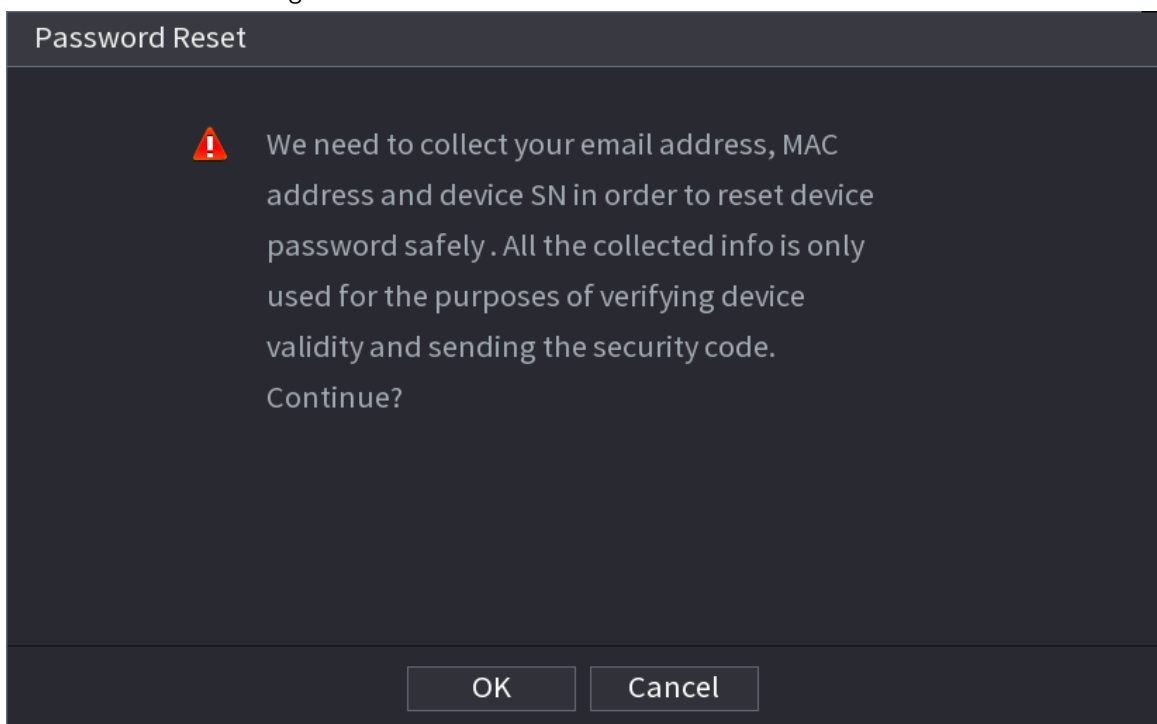 Password Reset
We need to collect your email address, MAC
address and device SN in order to reset device
password safely . All the collected info is only
used for the purposes of verifying device
validity and sending the security code.
Continue?
OK Cancel